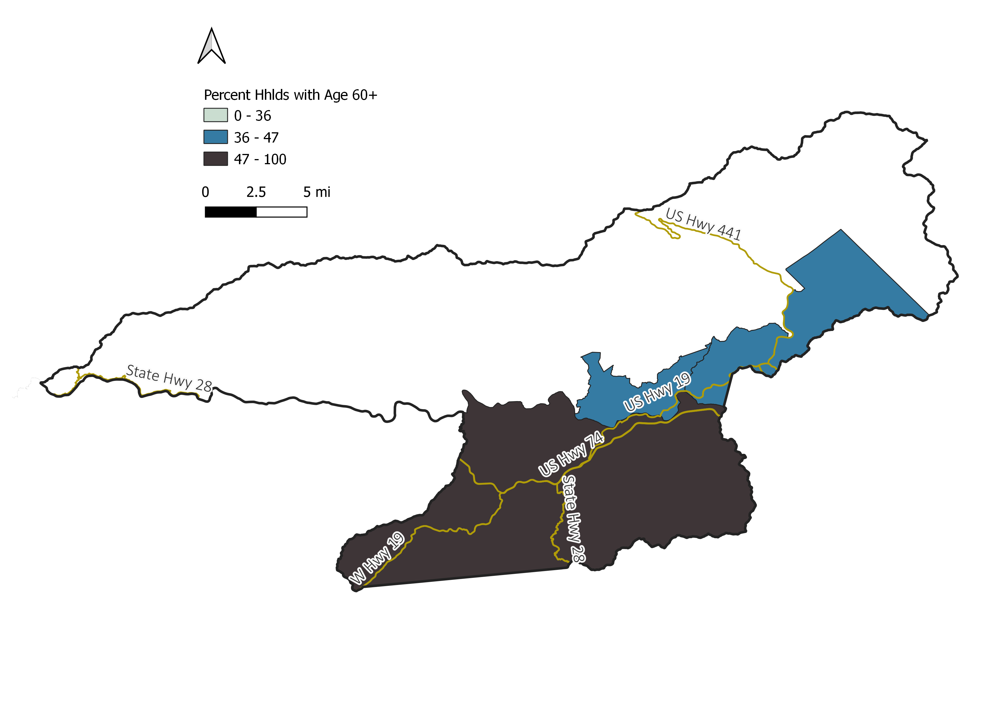 Percent Hhlds with Age 60+
0 - 36
36 - 47
47 - 100
0 2.5 5 mi
US Hwy 441
State Hwy 28
US Hwy 19
Us Hwy 74
State Hwy 28
W Hwy 19